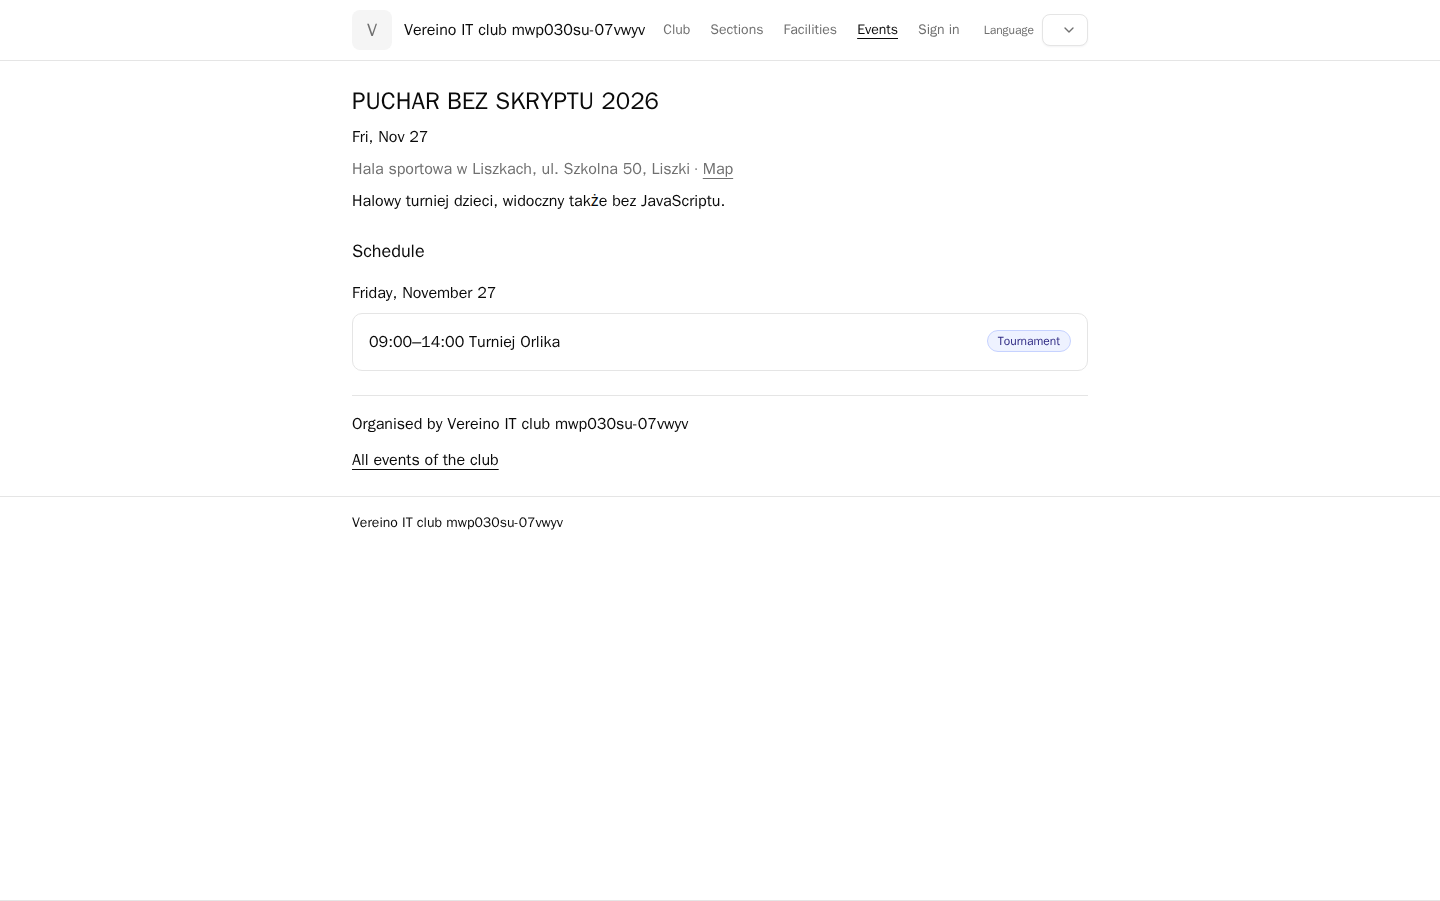 V
Vereino IT club mwp030su-07vwyv
Club
Sections
Facilities
Events
Sign in
Language
PUCHAR BEZ SKRYPTU 2026
Fri, Nov 27
Hala sportowa w Liszkach, ul. Szkolna 50, Liszki · Map
Halowy turniej dzieci, widoczny także bez JavaScriptu.
Schedule
Friday, November 27
09:00–14:00 Turniej Orlika
Tournament
Organised by Vereino IT club mwp030su-07vwyv
All events of the club
Vereino IT club mwp030su-07vwyv